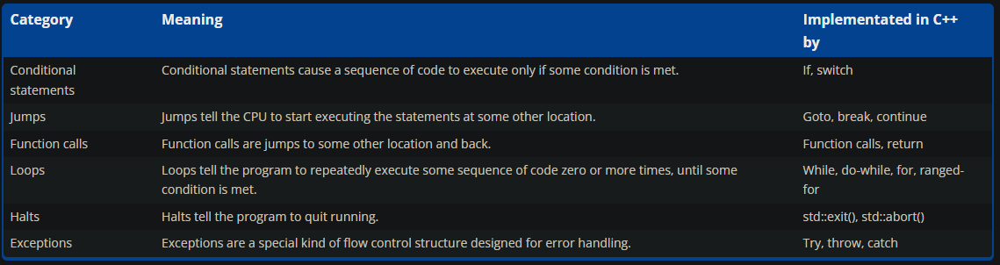 Category Meaning Implementated in C++
by
Conditional Conditional statements cause a sequence of code to execute only if some condition is met. If, switch
statements
Jumps Jumps tell the CPU to start executing the statements at some other location. Goto, break, continue
Function calls Function calls are jumps to some other location and back. Function calls, return
Loops Loops tell the program to repeatedly execute some sequence of code zero or more times, until some While, do-while, for, ranged-
condition is met. for
Halts Halts tell the program to quit running. std::exit(), std::abort()
Exceptions Exceptions are a special kind of flow control structure designed for error handling. Try, throw, catch